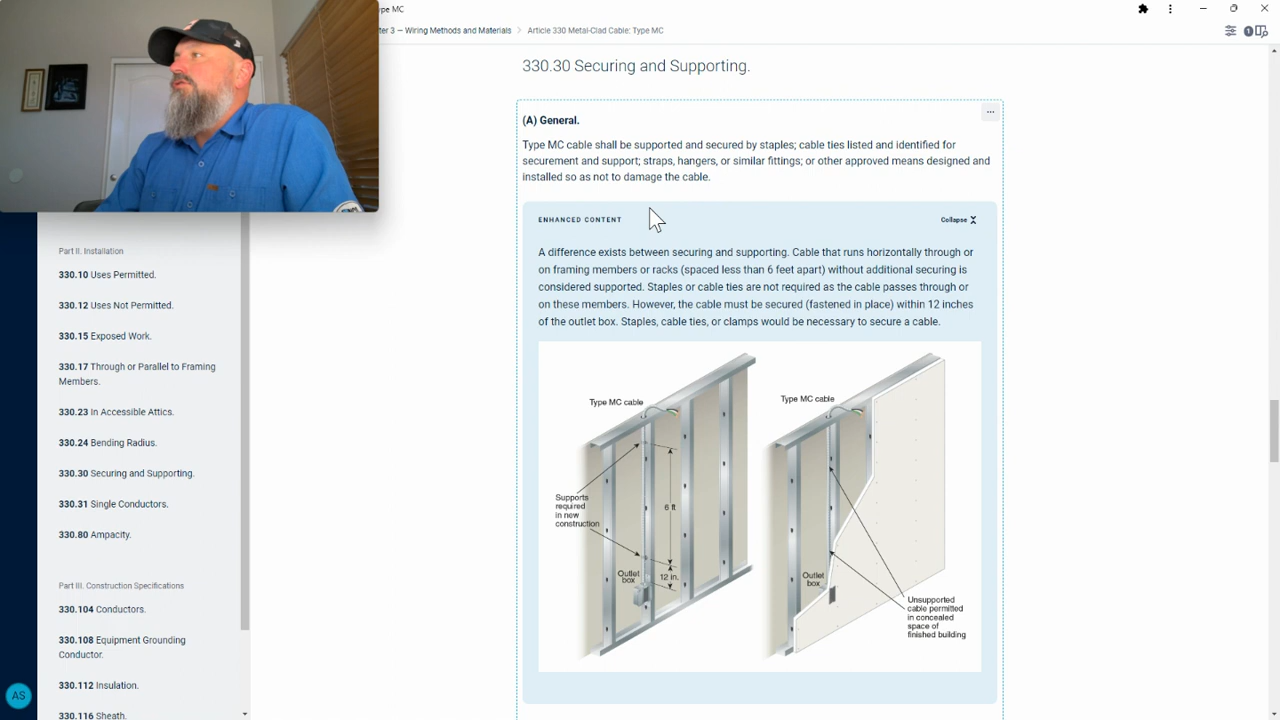 ype MC
ter 3 — Wiring Methods and Materials > Article 330 Metal-Clad Cable: Type MC
330.30 Securing and Supporting.
(A) General.
Type MC cable shall be supported and secured by staples; cable ties listed and identified for
securement and support; straps, hangers, or similar fittings; or other approved means designed and
installed so as not to damage the cable.
ENHANCED CONTENT
Collapse
A difference exists between securing and supporting. Cable that runs horizontally through or
on framing members or racks (spaced less than 6 feet apart) without additional securing is
considered supported. Staples or cable ties are not required as the cable passes through or
on these members. However, the cable must be secured (fastened in place) within 12 inches
of the outlet box. Staples, cable ties, or clamps would be necessary to secure a cable.
Type MC cable
Supports
required
in new
construction
6 ft
12 in.
Outlet
box
Type MC cable
Outlet
box
Unsupported
cable permitted
in concealed
space of
finished building
Part II. Installation
330.10 Uses Permitted.
330.12 Uses Not Permitted.
330.15 Exposed Work.
330.17 Through or Parallel to Framing
Members.
330.23 In Accessible Attics.
330.24 Bending Radius.
330.30 Securing and Supporting.
330.31 Single Conductors.
330.80 Ampacity.
Part III. Construction Specifications
330.104 Conductors.
330.108 Equipment Grounding
Conductor.
330.112 Insulation.
330.116 Sheath.
AS